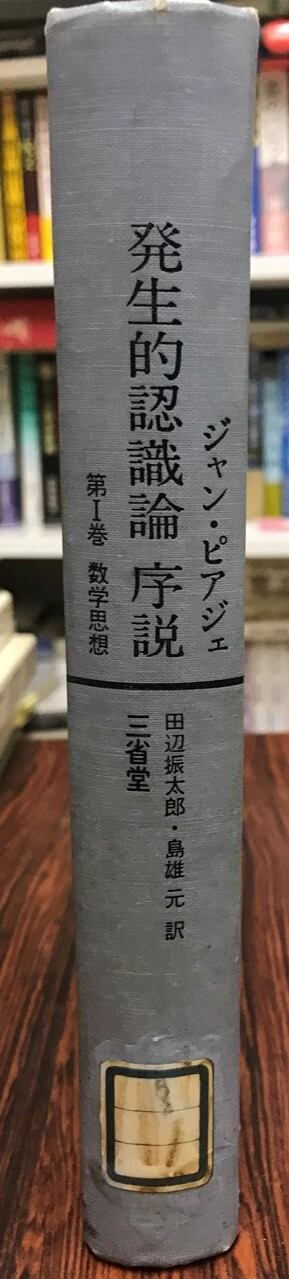 ジャン・ピアジェ
発生的認識論 序説
第Ⅰ巻 数学思想
田辺振太郎・島雄 元 訳
三省堂